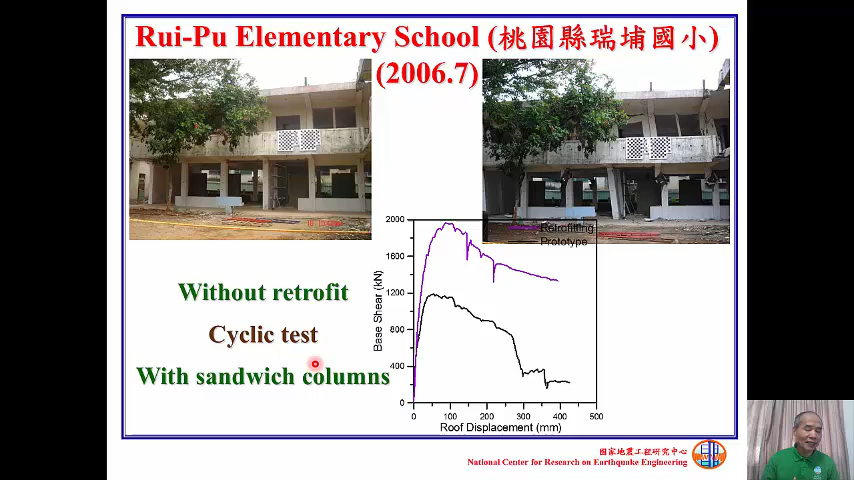 Rui-Pu Elementary School (桃園縣瑞埔國小)
(2006.7)
Without retrofit
Cyclic test
With sandwich columns
Retrofitting
Prototype
Base Shear (kN)
2000
1600
1200
800
400
0
0 100 200 300 400 500
Roof Displacement (mm)
國家地震工程研究中心
National Center for Research on Earthquake Engineering